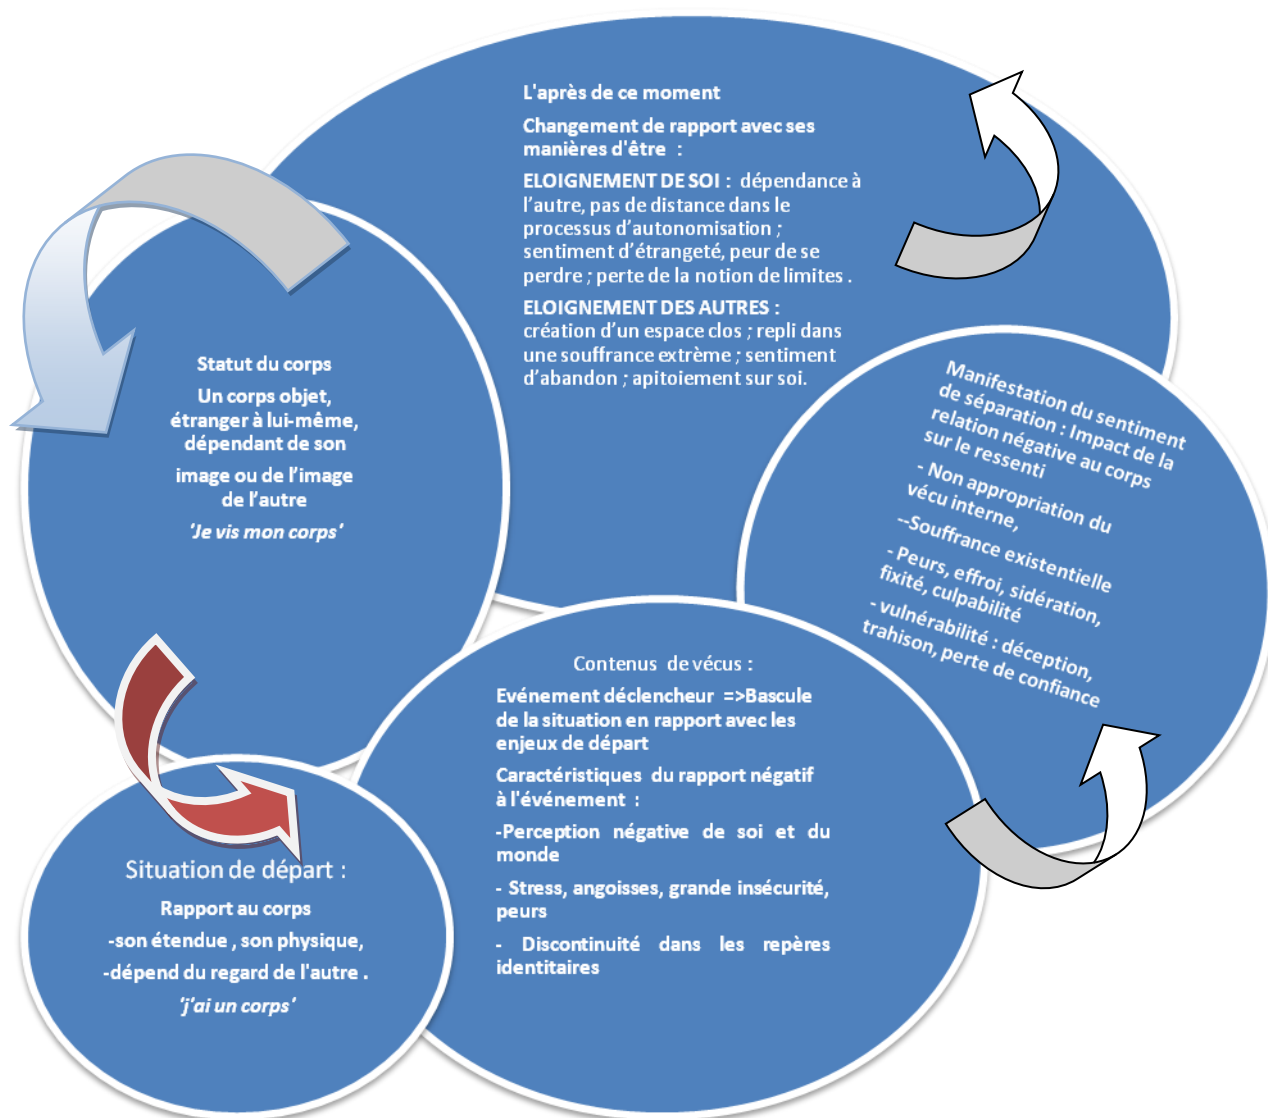 L'après de ce moment
Changement de rapport avec ses
manières d'être :
ELOIGNEMENT DE SOI : dépendance à
l'autre, pas de distance dans le
processus d'autonomisation ;
sentiment d'étrangeté, peur de se
perdre ; perte de la notion de limites .
ELOIGNEMENT DES AUTRES :
création d'un espace clos ; repli dans
une souffrance extrème ; sentiment
d'abandon ; apitoiement sur soi.
Statut du corps
Un corps objet,
étranger à lui-même,
dépendant de son
image ou de l'image
de l'autre
'Je vis mon corps'
Manifestation du sentiment
de séparation : Impact de la
relation négative au corps
sur le ressenti
- Non appropriation du
vécu interne,
--Souffrance existentielle
- Peurs, effroi, sidération,
fixité, culpabilité
- vulnérabilité : déception,
trahison, perte de confiance
Contenus de vécus :
Evénement déclencheur =>Bascule
de la situation en rapport avec les
enjeux de départ
Caractéristiques du rapport négatif
à l'événement :
-Perception négative de soi et du
monde
- Stress, angoisses, grande insécurité,
peurs
- Discontinuité dans les repères
identitaires
Situation de départ :
Rapport au corps
-son étendue , son physique,
-dépend du regard de l'autre .
'j'ai un corps'